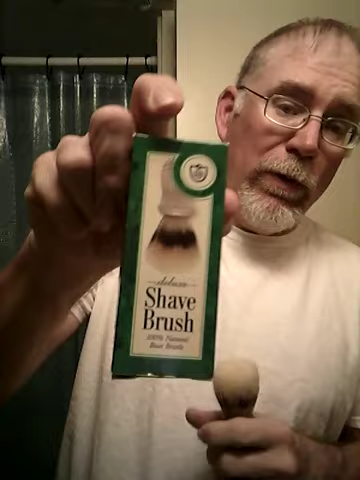 deluxe
Shave
Brush
100% Natural
Boar Bristle